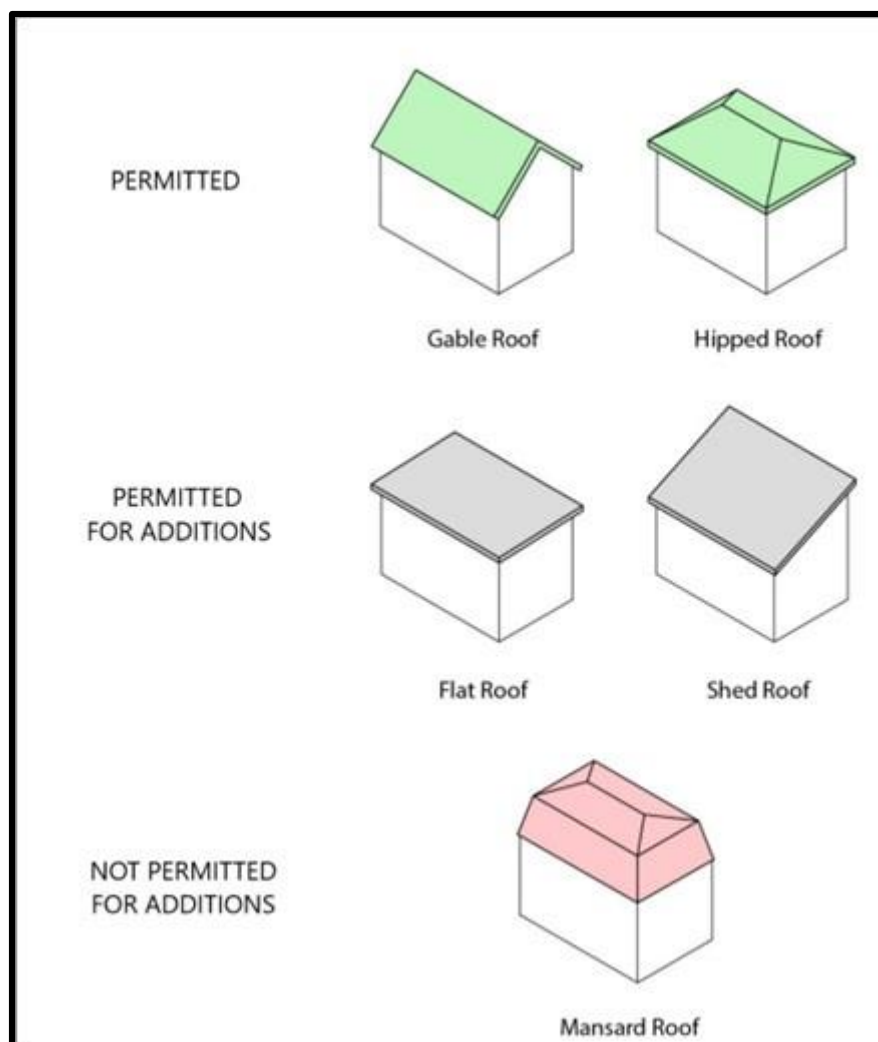 PERMITTED
Gable Roof
Hipped Roof
PERMITTED
FOR ADDITIONS
Flat Roof
Shed Roof
NOT PERMITTED
FOR ADDITIONS
Mansard Roof